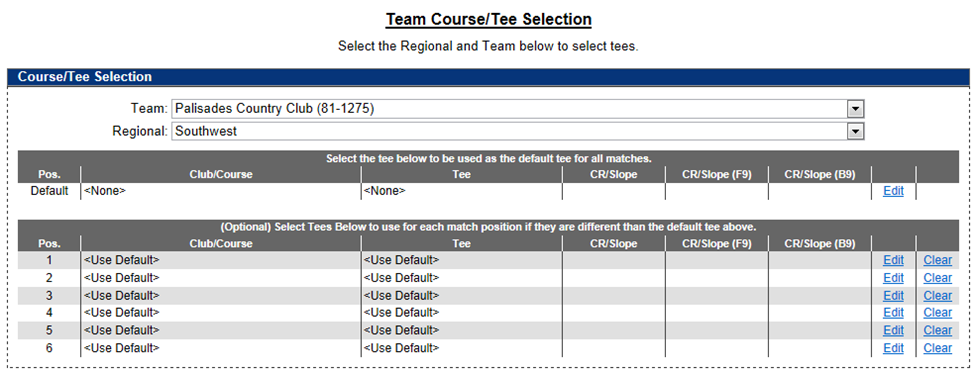 Team Course/Tee Selection
Select the Regional and Team below to select tees.
Course/Tee Selection
Team: Palisades Country Club (81-1275)
Regional: Southwest
Select the tee below to be used as the default tee for all matches.
Pos. Club/Course Tee CR/Slope CR/Slope (F9) CR/Slope (B9)
Default <None> <None> Edit
(Optional) Select Tees Below to use for each match position if they are different than the default tee above.
Pos. Club/Course Tee CR/Slope CR/Slope (F9) CR/Slope (B9)
1 <Use Default> <Use Default> Edit Clear
2 <Use Default> <Use Default> Edit Clear
3 <Use Default> <Use Default> Edit Clear
4 <Use Default> <Use Default> Edit Clear
5 <Use Default> <Use Default> Edit Clear
6 <Use Default> <Use Default> Edit Clear